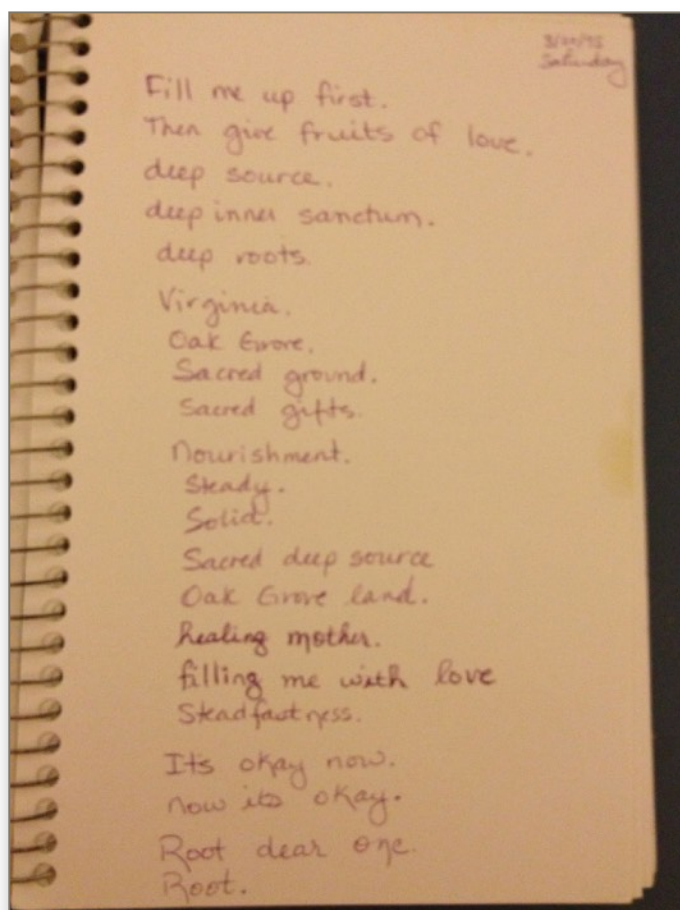 Saturday
Fill me up first.
Then give fruits of love.
deep source.
deep inner sanctum.
deep roots.
Virginia.
Oak Grove.
Sacred ground.
Sacred gifts.
Nourishment.
Steady.
Solid.
Sacred deep source
Oak Grove land.
healing mother.
filling me with love
Steadfastness.
Its okay now.
now its okay.
Root dear one.
Root.